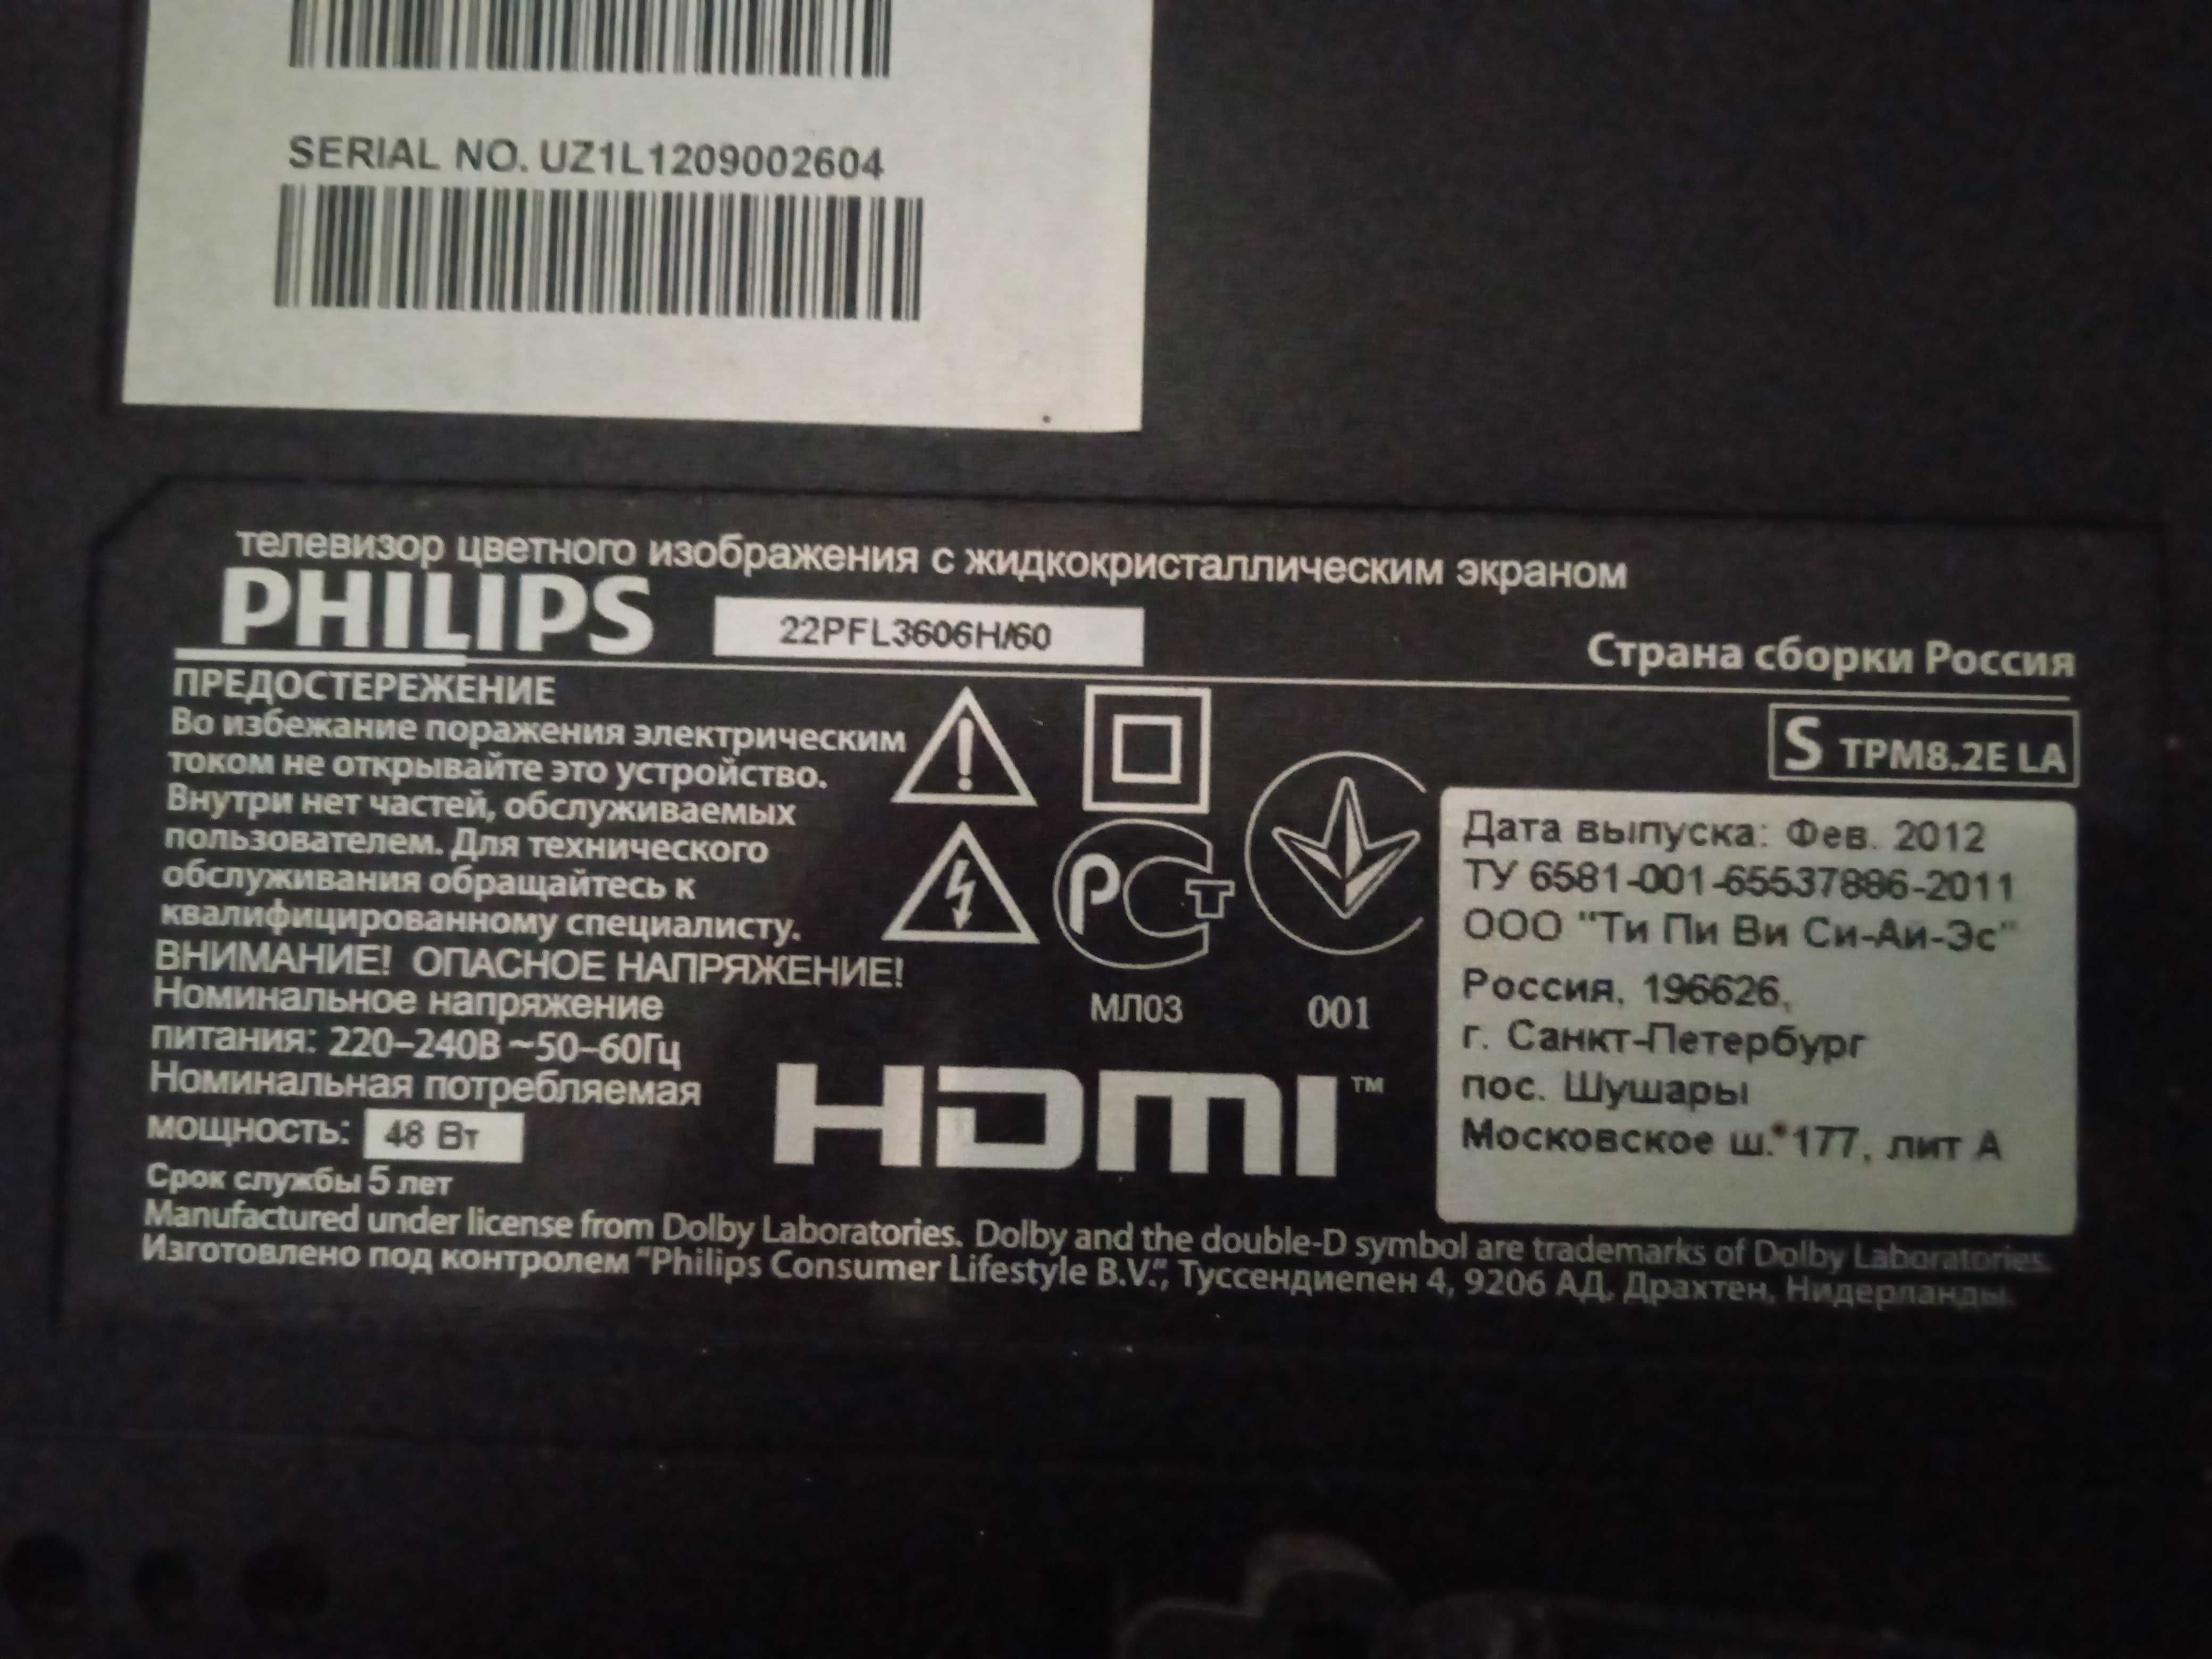 SERIAL NO. UZ1L1209002604
телевизор цветного изображения с жидкокристаллическим экраном
PHILIPS 22PFL3606H/60
Страна сборки Россия
ПРЕДОСТЕРЕЖЕНИЕ
Во избежание поражения электрическим
током не открывайте это устройство.
Внутри нет частей, обслуживаемых
пользователем. Для технического
обслуживания обращайтесь к
квалифицированному специалисту.
ВНИМАНИЕ! ОПАСНОЕ НАПРЯЖЕНИЕ!
Номинальное напряжение
питания: 220–240В ~50–60Гц
Номинальная потребляемая
мощность: 48 Вт
Срок службы 5 лет
РСТ
МЛ03
001
HDMI™
S TPM8.2E LA
Дата выпуска: Фев. 2012
ТУ 6581-001-65537886-2011
ООО "Ти Пи Ви Си-Ай-Эс"
Россия, 196626,
г. Санкт-Петербург
пос. Шушары
Московское ш. 177, лит А
Manufactured under license from Dolby Laboratories. Dolby and the double-D symbol are trademarks of Dolby Laboratories.
Изготовлено под контролем "Philips Consumer Lifestyle B.V.", Туссендиепен 4, 9206 АД, Драхтен, Нидерланды.